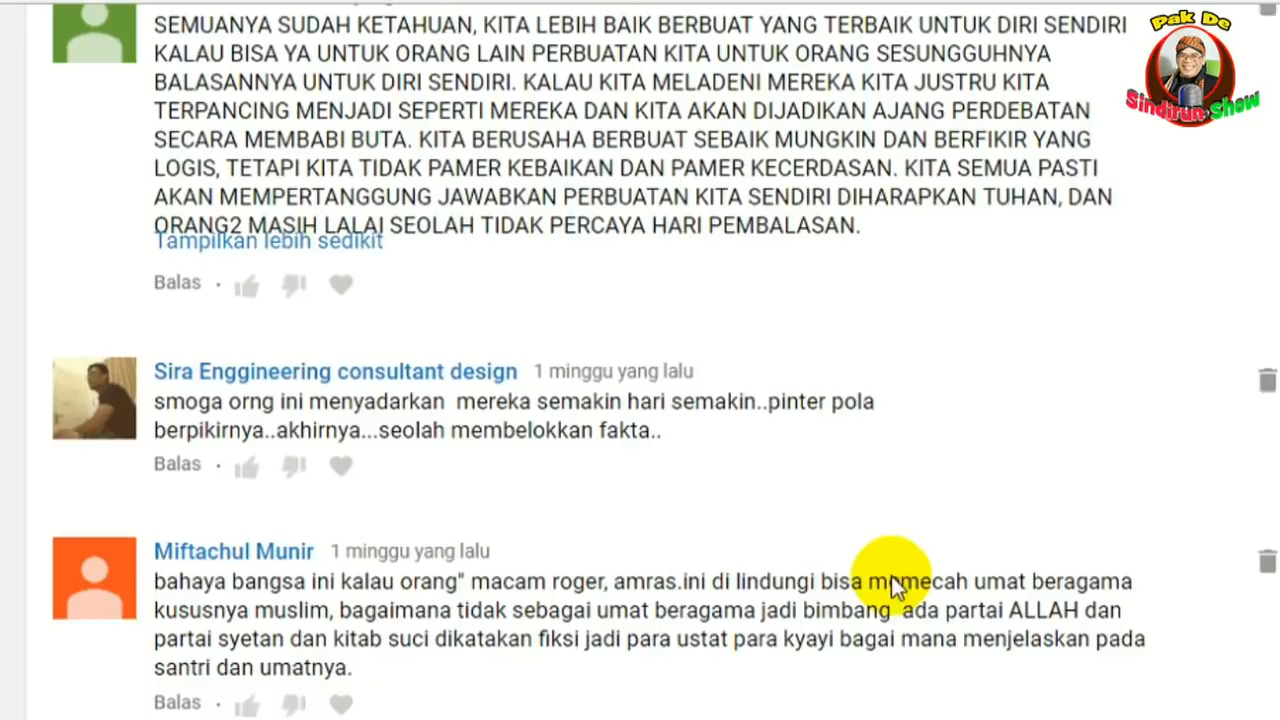 SEMUANYA SUDAH KETAHUAN, KITA LEBIH BAIK BERBUAT YANG TERBAIK UNTUK DIRI SENDIRI
KALAU BISA YA UNTUK ORANG LAIN PERBUATAN KITA UNTUK ORANG SESUNGGUHNYA
BALASANNYA UNTUK DIRI SENDIRI. KALAU KITA MELADENI MEREKA KITA JUSTRU KITA
TERPANCING MENJADI SEPERTI MEREKA DAN KITA AKAN DIJADIKAN AJANG PERDEBATAN
SECARA MEMBABI BUTA. KITA BERUSAHA BERBUAT SEBAIK MUNGKIN DAN BERFIKIR YANG
LOGIS, TETAPI KITA TIDAK PAMER KEBAIKAN DAN PAMER KECERDASAN. KITA SEMUA PASTI
AKAN MEMPERTANGGUNG JAWABKAN PERBUATAN KITA SENDIRI DIHARAPKAN TUHAN, DAN
ORANG2 MASIH LALAI SEOLAH TIDAK PERCAYA HARI PEMBALASAN.
Tampilkan lebih sedikit
Balas
Sira Enggineering consultant design 1 minggu yang lalu
smoga orng ini menyadarkan mereka semakin hari semakin..pinter pola
berpikirnya..akhirnya...seolah membelokkan fakta..
Balas
Miftachul Munir 1 minggu yang lalu
bahaya bangsa ini kalau orang" macam roger, amras.ini di lindungi bisa memecah umat beragama
kususnya muslim, bagaimana tidak sebagai umat beragama jadi bimbang ada partai ALLAH dan
partai syetan dan kitab suci dikatakan fiksi jadi para ustat para kyayi bagai mana menjelaskan pada
santri dan umatnya.
Balas
Pak De
Sindirun Show